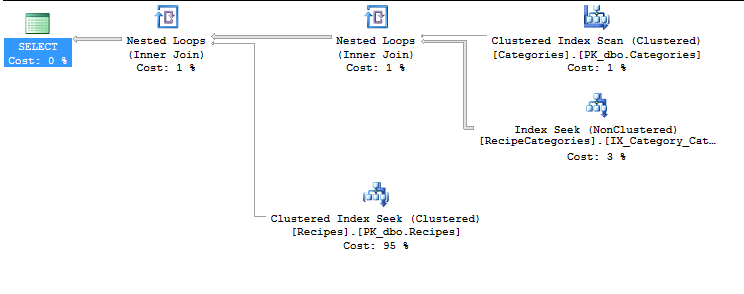 SELECT
Cost: 0 %
Nested Loops
(Inner Join)
Cost: 1 %
Nested Loops
(Inner Join)
Cost: 1 %
Clustered Index Scan (Clustered)
[Categories].[PK_dbo.Categories]
Cost: 1 %
Index Seek (NonClustered)
[RecipeCategories].[IX_Category_Cat…
Cost: 3 %
Clustered Index Seek (Clustered)
[Recipes].[PK_dbo.Recipes]
Cost: 95 %